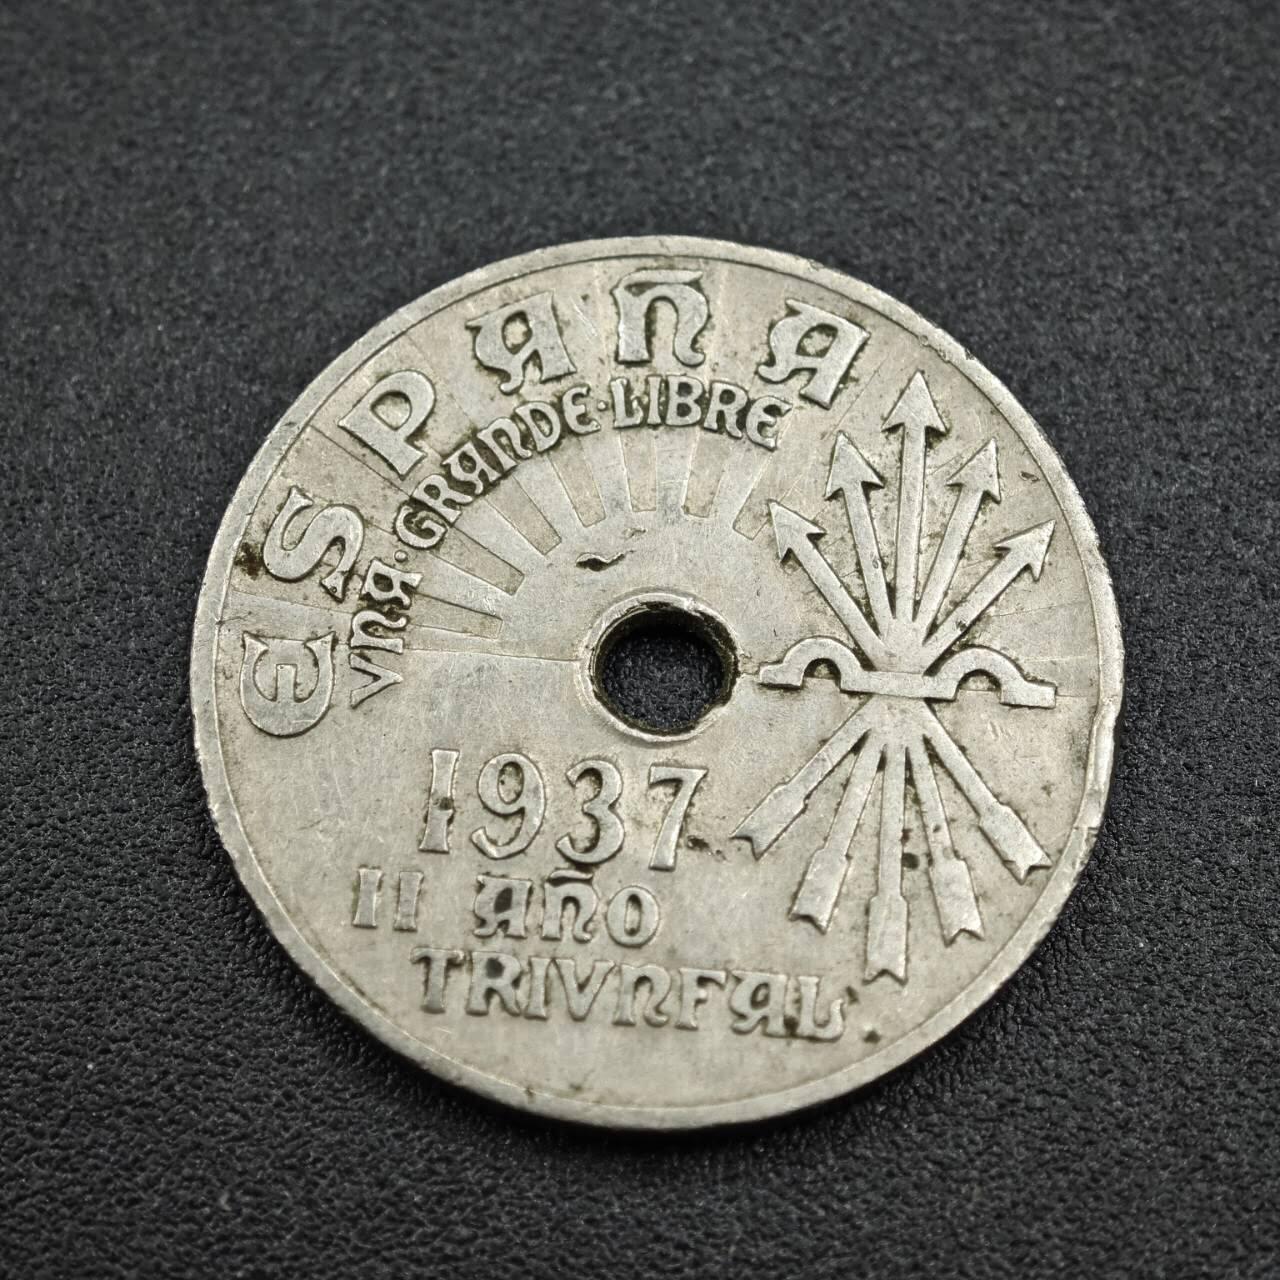 ESPAÑA
VNA·GRANDE·LIBRE
1937
II AÑO
TRIVNFAL